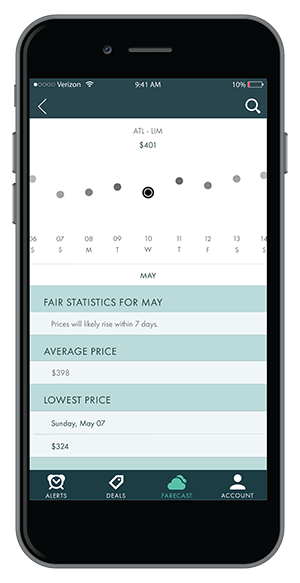 Verizon 9:41 AM 10%
ATL - LIM
$401
06 07 08 09 10 11 12 13 14
S S M T W T F S S
MAY
FAIR STATISTICS FOR MAY
Prices will likely rise within 7 days.
AVERAGE PRICE
$398
LOWEST PRICE
Sunday, May 07
$324
ALERTS DEALS FARECAST ACCOUNT